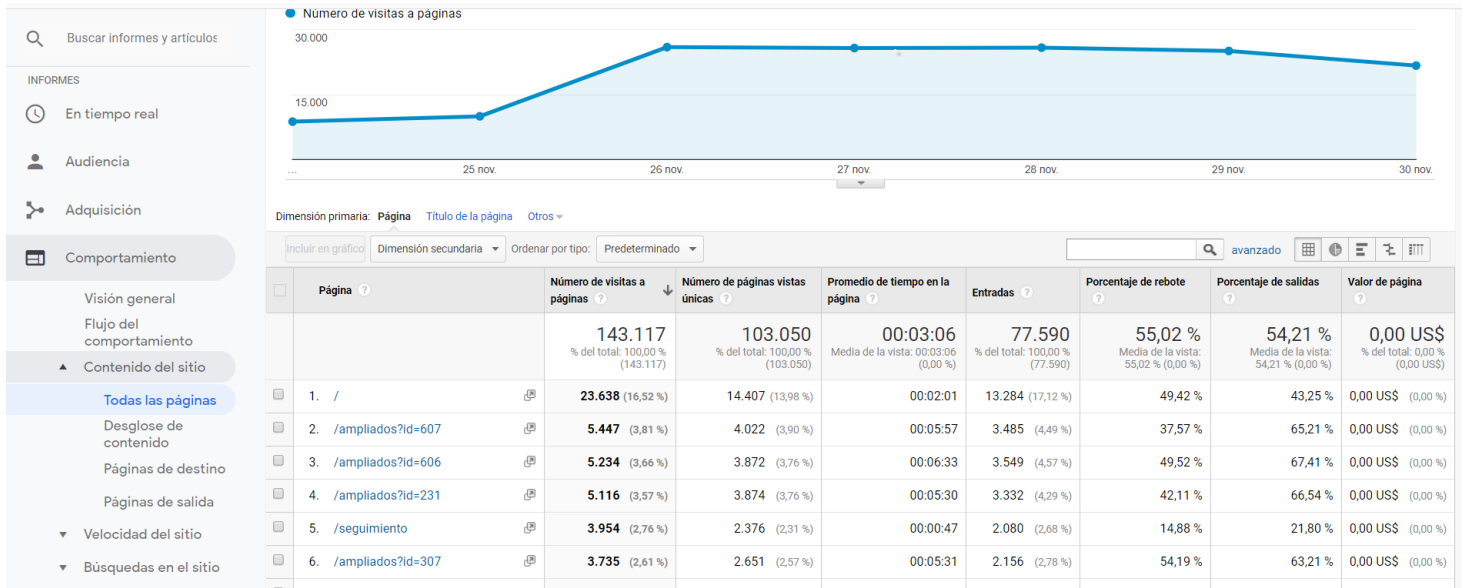 Número de visitas a páginas
30.000
15.000
... 25 nov. 26 nov. 27 nov. 28 nov. 29 nov. 30 nov.
Buscar informes y artículos
INFORMES
En tiempo real
Audiencia
Adquisición
Comportamiento
Visión general
Flujo del
comportamiento
Contenido del sitio
Todas las páginas
Desglose de
contenido
Páginas de destino
Páginas de salida
Velocidad del sitio
Búsquedas en el sitio
Dimensión primaria: Página Título de la página Otros
Incluir en gráfico Dimensión secundaria Ordenar por tipo: Predeterminado avanzado
Página ? Número de visitas a páginas ? Número de páginas vistas únicas ? Promedio de tiempo en la página ? Entradas ? Porcentaje de rebote ? Porcentaje de salidas ? Valor de página ?
143.117 103.050 00:03:06 77.590 55,02 % 54,21 % 0,00 US$
% del total: 100,00 % % del total: 100,00 % Media de la vista: 00:03:06 % del total: 100,00 % Media de la vista: Media de la vista: % del total: 0,00 %
(143.117) (103.050) (0,00 %) (77.590) 55,02 % (0,00 %) 54,21 % (0,00 %) (0,00 US$)
1. / 23.638 (16,52 %) 14.407 (13,98 %) 00:02:01 13.284 (17,12 %) 49,42 % 43,25 % 0,00 US$ (0,00 %)
2. /ampliados?id=607 5.447 (3,81 %) 4.022 (3,90 %) 00:05:57 3.485 (4,49 %) 37,57 % 65,21 % 0,00 US$ (0,00 %)
3. /ampliados?id=606 5.234 (3,66 %) 3.872 (3,76 %) 00:06:33 3.549 (4,57 %) 49,52 % 67,41 % 0,00 US$ (0,00 %)
4. /ampliados?id=231 5.116 (3,57 %) 3.874 (3,76 %) 00:05:30 3.332 (4,29 %) 42,11 % 66,54 % 0,00 US$ (0,00 %)
5. /seguimiento 3.954 (2,76 %) 2.376 (2,31 %) 00:00:47 2.080 (2,68 %) 14,88 % 21,80 % 0,00 US$ (0,00 %)
6. /ampliados?id=307 3.735 (2,61 %) 2.651 (2,57 %) 00:05:31 2.156 (2,78 %) 54,19 % 63,21 % 0,00 US$ (0,00 %)